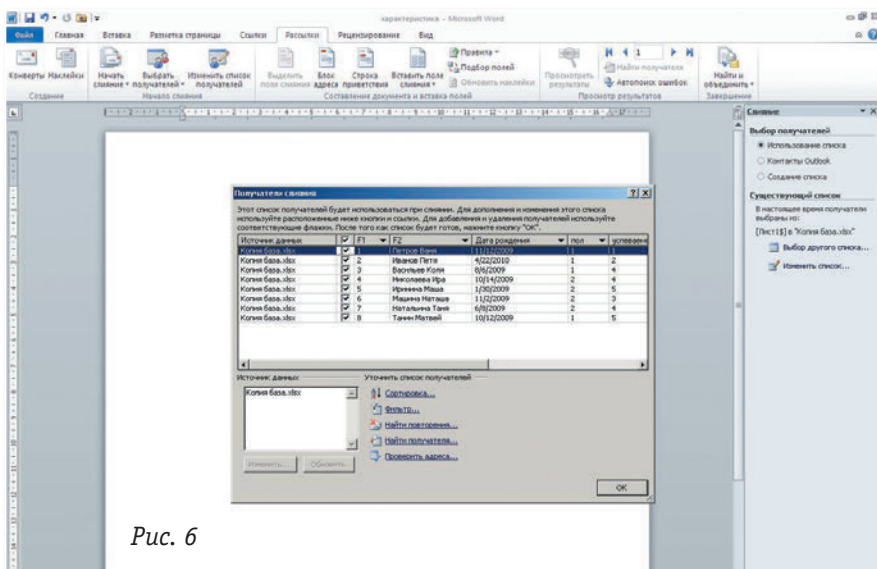 характеристика - Microsoft Word
Файл Главная Вставка Разметка страницы Ссылки Рассылки Рецензирование Вид
Конверты Наклейки
Начать слияние Выбрать получателей Изменить список получателей
Выделить поля слияния Блок адреса Строка приветствия Вставить поле слияния
Правила
Подбор полей
Обновить наклейки
Просмотреть результаты
1
Найти получателя
Автопоиск ошибок
Найти и объединить
Создание Начало слияния Составление документа и вставка полей Просмотр результатов Завершение
Получатели слияния
Этот список получателей будет использоваться при слиянии. Для дополнения и изменения этого списка
используйте расположенные ниже кнопки и ссылки. Для добавления и удаления получателей используйте
соответствующие флажки. После того как список будет готов, нажмите кнопку "ОК".
Источник данных F1 F2 Дата рождения пол успеваем
Копия база.xlsx 1 Петров Ваня 11/12/2009 1 1
Копия база.xlsx 2 Иванов Петя 4/22/2010 1 2
Копия база.xlsx 3 Васильев Коля 8/6/2009 1 4
Копия база.xlsx 4 Николаева Ира 10/14/2009 2 4
Копия база.xlsx 5 Иринина Маша 1/30/2009 2 5
Копия база.xlsx 6 Машина Наташа 11/2/2009 2 3
Копия база.xlsx 7 Натальина Таня 6/8/2009 2 4
Копия база.xlsx 8 Танин Матвей 10/12/2009 1 5
Источник данных
Копия база.xlsx
Изменить... Обновить
Уточнить список получателей
Сортировка...
Фильтр...
Найти повторения...
Найти получателя...
Проверить адреса...
ОК
Слияние
Выбор получателей
Использование списка
Контакты Outlook
Создание списка
Существующий список
В настоящее время получатели
выбраны из:
[Лист1$] в "Копия база.xlsx"
Выбор другого списка...
Изменить список...
Рис. 6